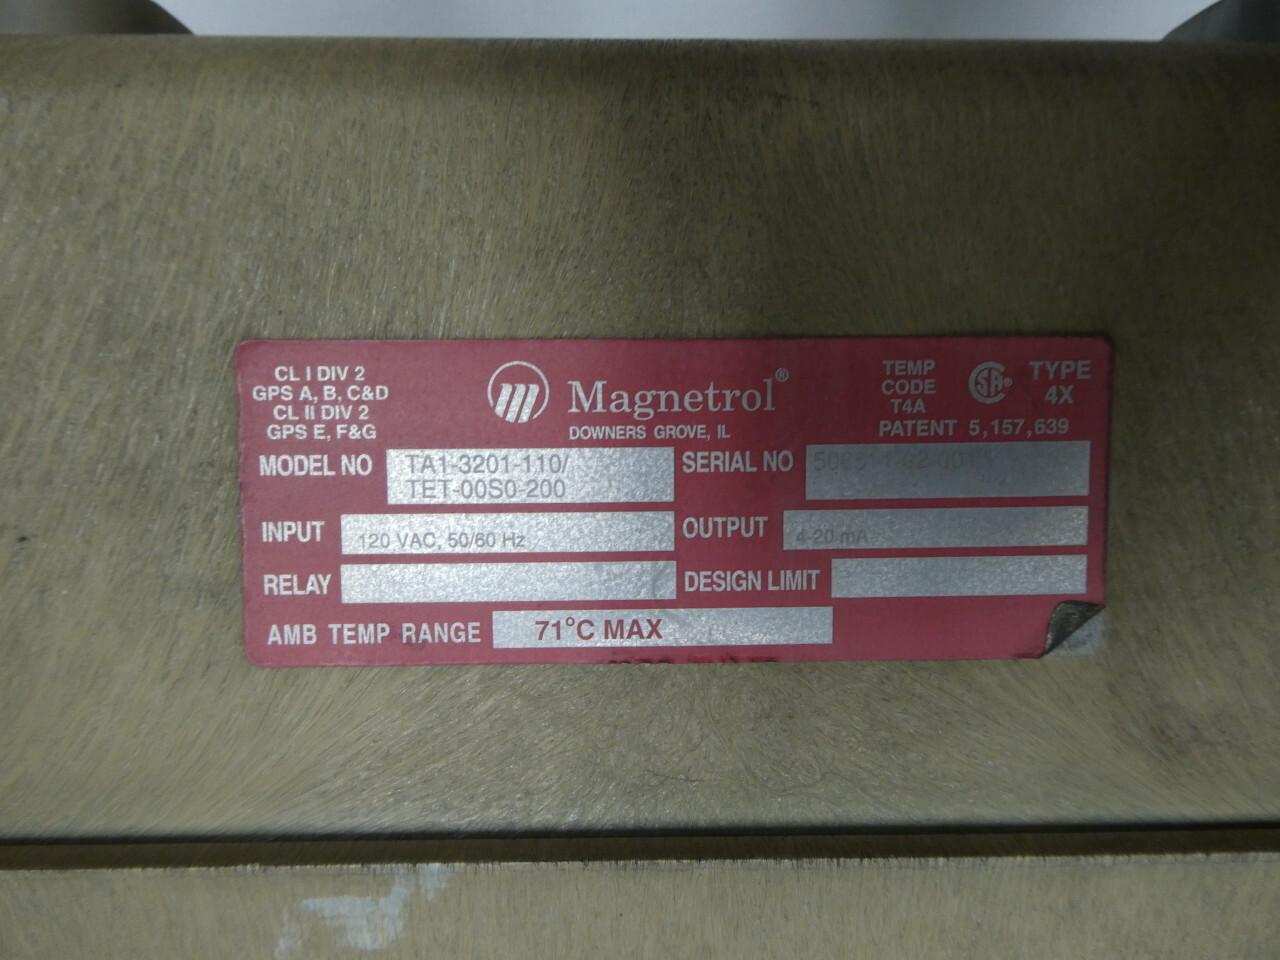 CL I DIV 2
GPS A, B, C&D
CL II DIV 2
GPS E, F&G
Magnetrol®
DOWNERS GROVE, IL
TEMP
CODE
T4A
SA®
TYPE
4X
PATENT 5,157,639
MODEL NO TA1-3201-110/
TET-00S0-200
SERIAL NO
INPUT 120 VAC, 50/60 Hz
OUTPUT 4-20 mA
RELAY
DESIGN LIMIT
AMB TEMP RANGE 71°C MAX